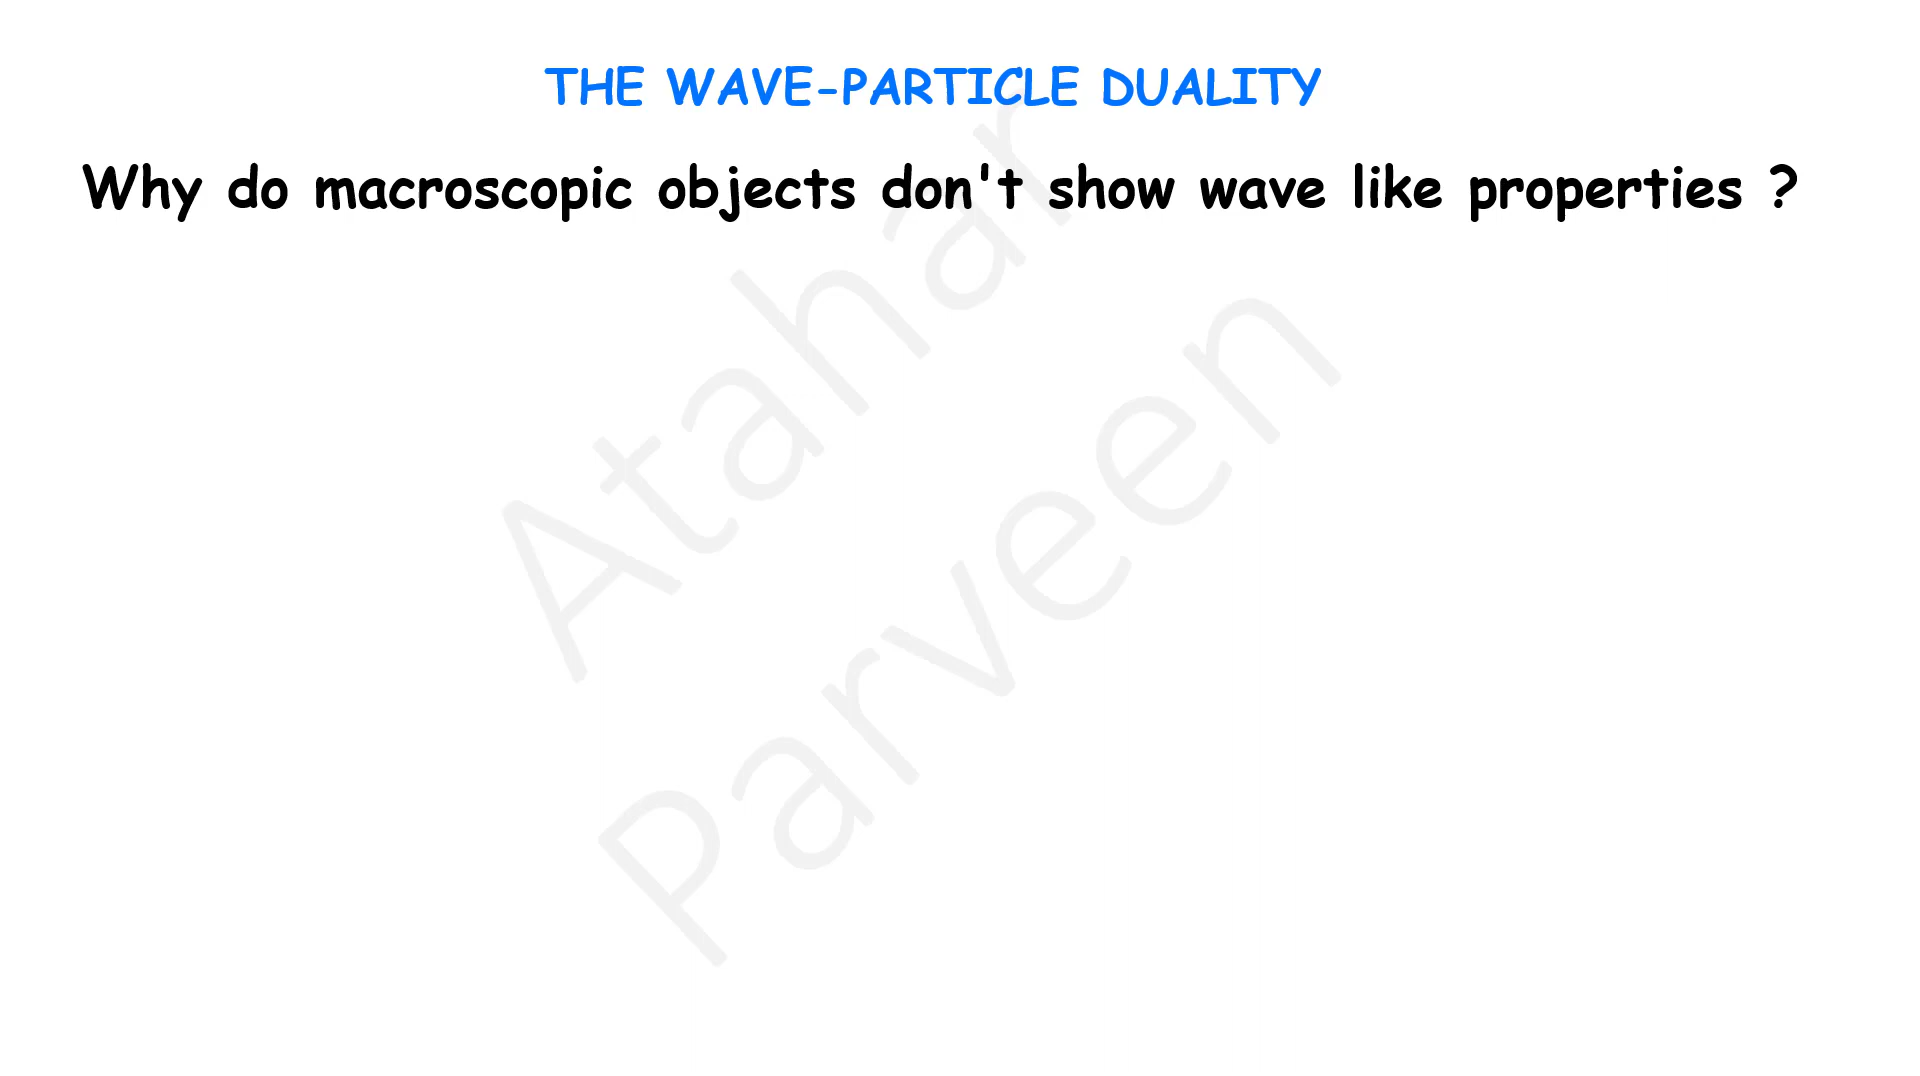 THE WAVE-PARTICLE DUALITY
Why do macroscopic objects don't show wave like properties ?
Atahar
Parveen